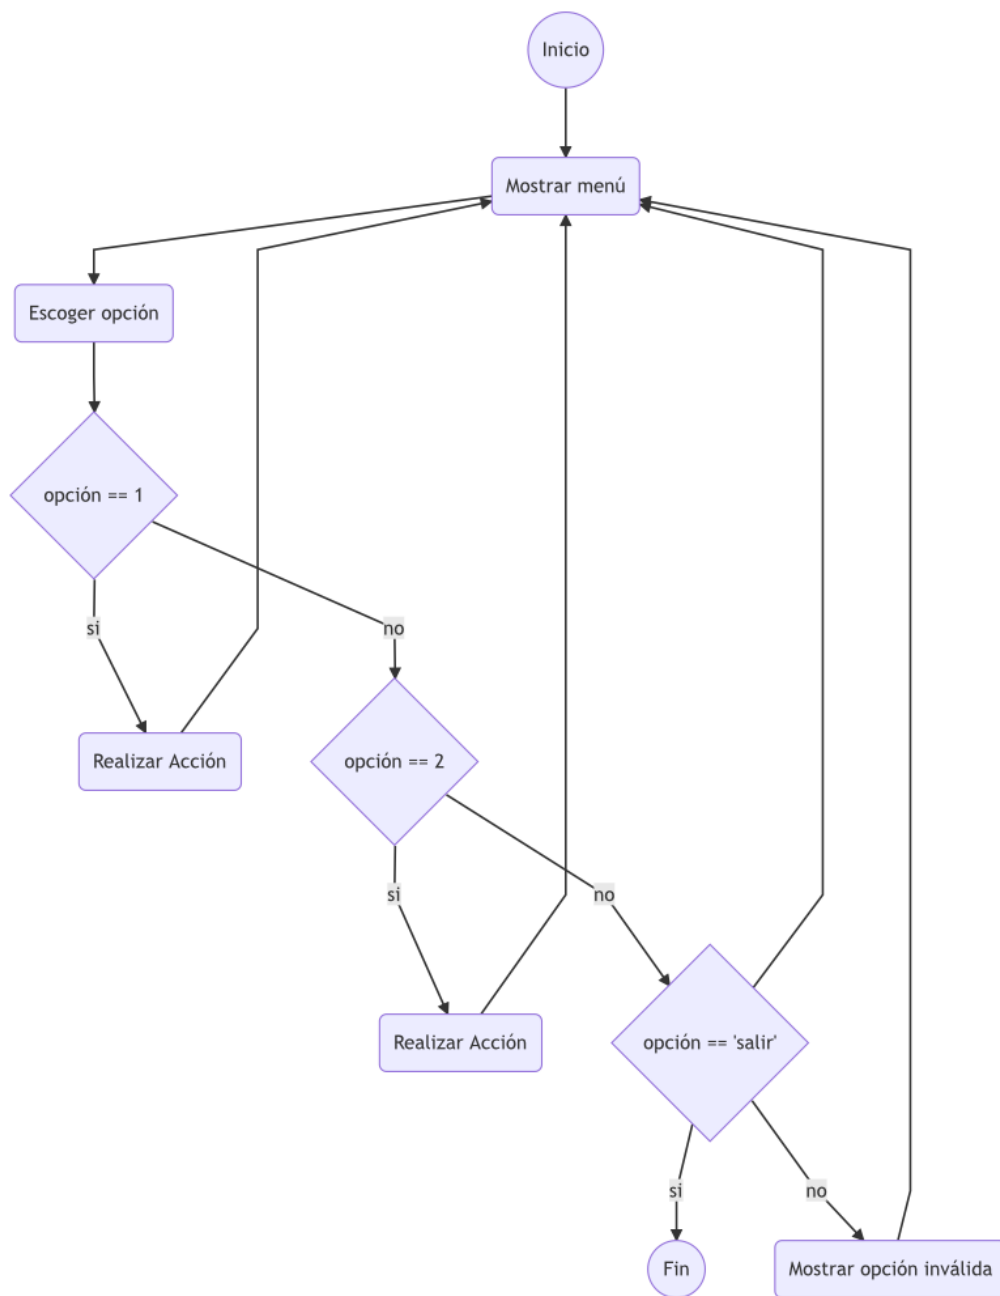 Inicio
Mostrar menú
Escoger opción
opción == 1
si
no
Realizar Acción
opción == 2
si
no
Realizar Acción
opción == 'salir'
si
no
Fin
Mostrar opción inválida